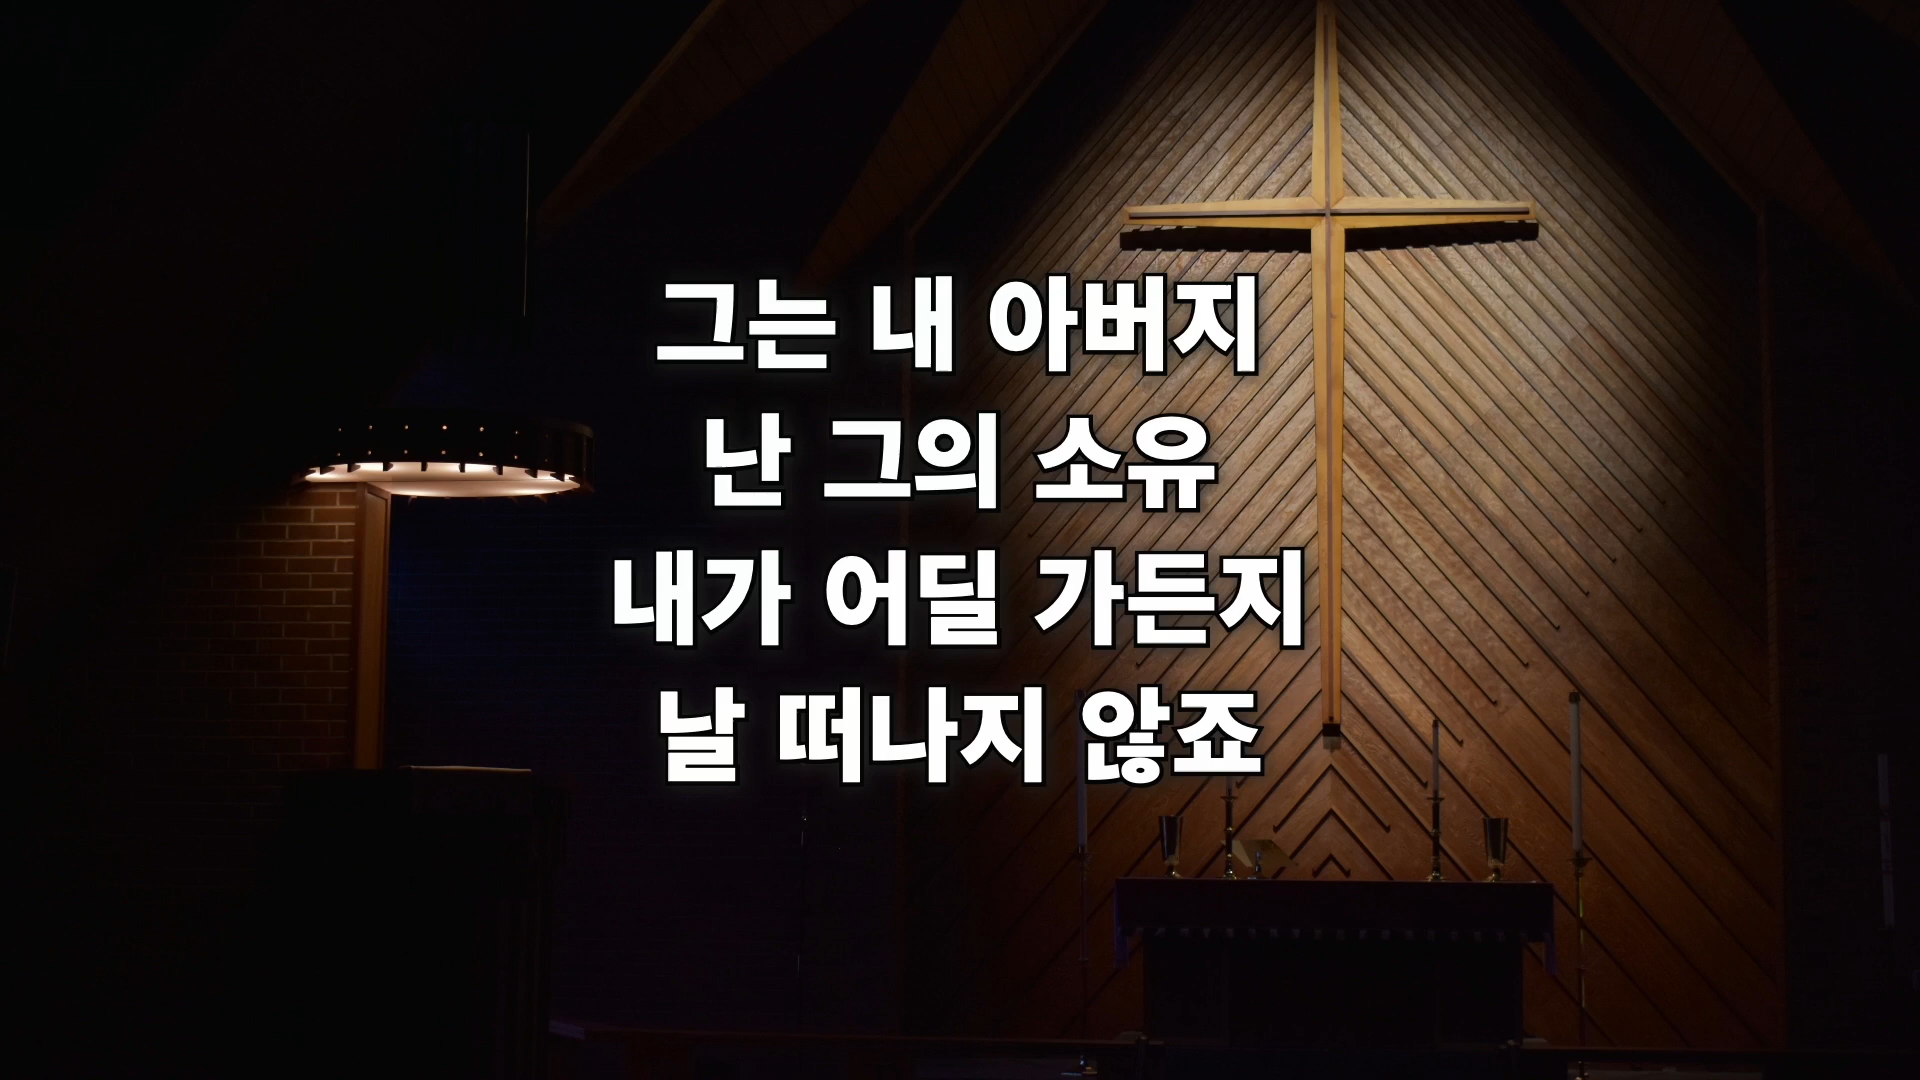 그는 내 아버지
난 그의 소유
내가 어딜 가든지
날 떠나지 않죠